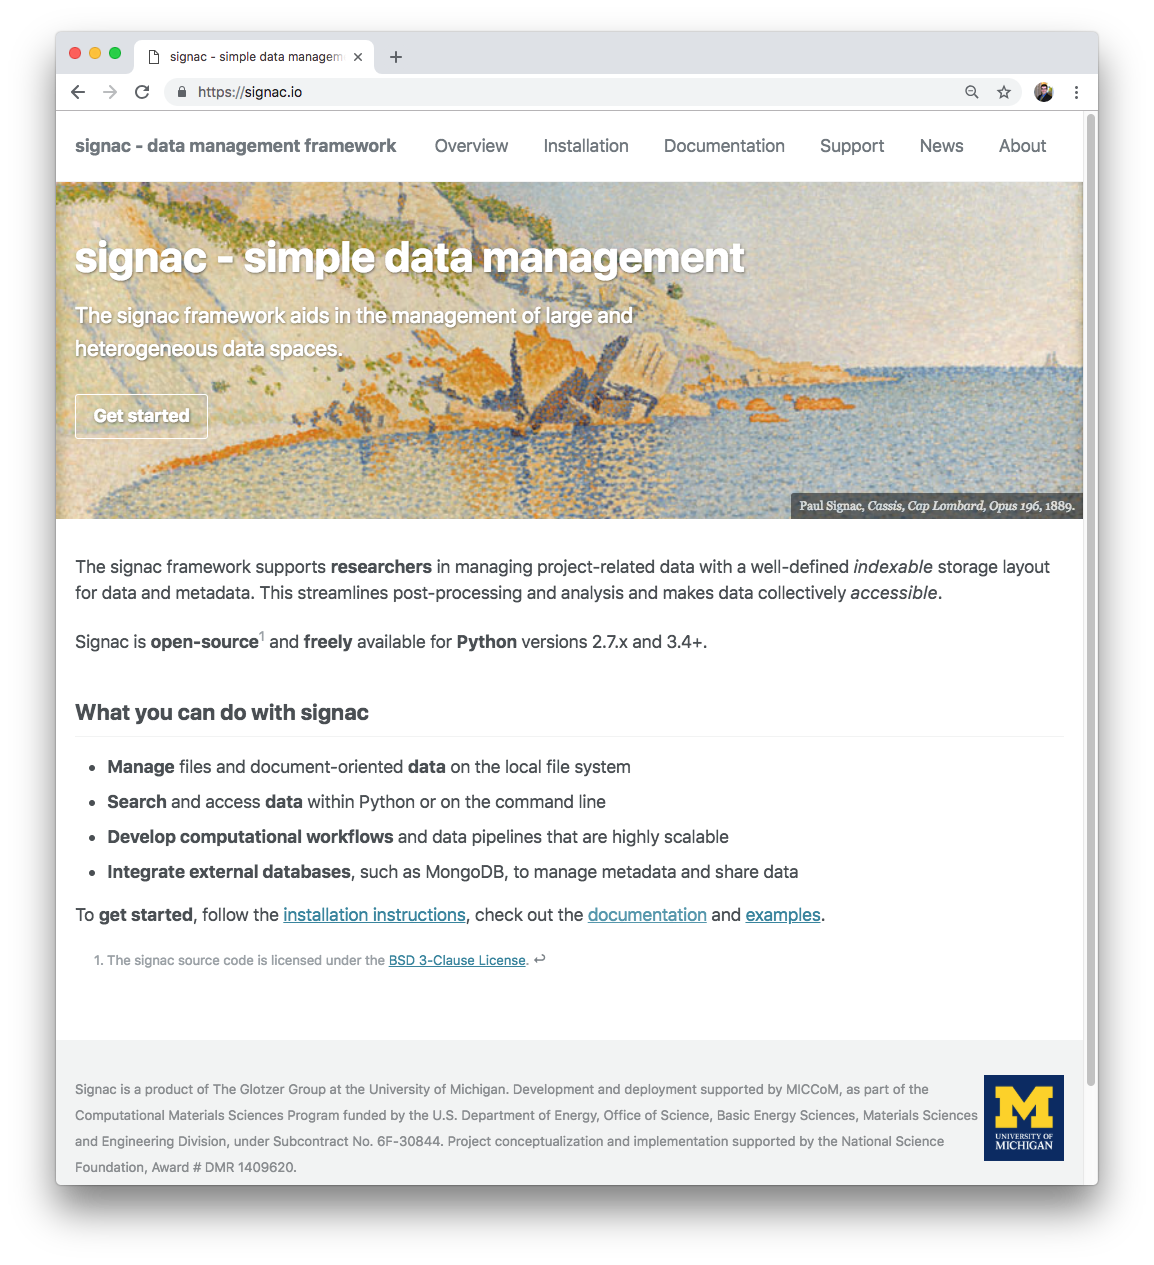 signac - simple data managem
https://signac.io
signac - data management framework Overview Installation Documentation Support News About
signac - simple data management
The signac framework aids in the management of large and
heterogeneous data spaces.
Get started
Paul Signac, Cassis, Cap Lombard, Opus 196, 1889.
The signac framework supports researchers in managing project-related data with a well-defined indexable storage layout
for data and metadata. This streamlines post-processing and analysis and makes data collectively accessible.
Signac is open-source1 and freely available for Python versions 2.7.x and 3.4+.
What you can do with signac
• Manage files and document-oriented data on the local file system
• Search and access data within Python or on the command line
• Develop computational workflows and data pipelines that are highly scalable
• Integrate external databases, such as MongoDB, to manage metadata and share data
To get started, follow the installation instructions, check out the documentation and examples.
1. The signac source code is licensed under the BSD 3-Clause License. ↩
Signac is a product of The Glotzer Group at the University of Michigan. Development and deployment supported by MICCoM, as part of the
Computational Materials Sciences Program funded by the U.S. Department of Energy, Office of Science, Basic Energy Sciences, Materials Sciences
and Engineering Division, under Subcontract No. 6F-30844. Project conceptualization and implementation supported by the National Science
Foundation, Award # DMR 1409620.
M
UNIVERSITY OF
MICHIGAN